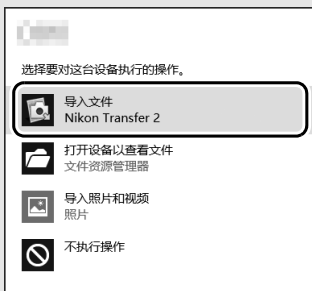 选择要对这台设备执行的操作。
导入文件
Nikon Transfer 2
打开设备以查看文件
文件资源管理器
导入照片和视频
照片
不执行操作